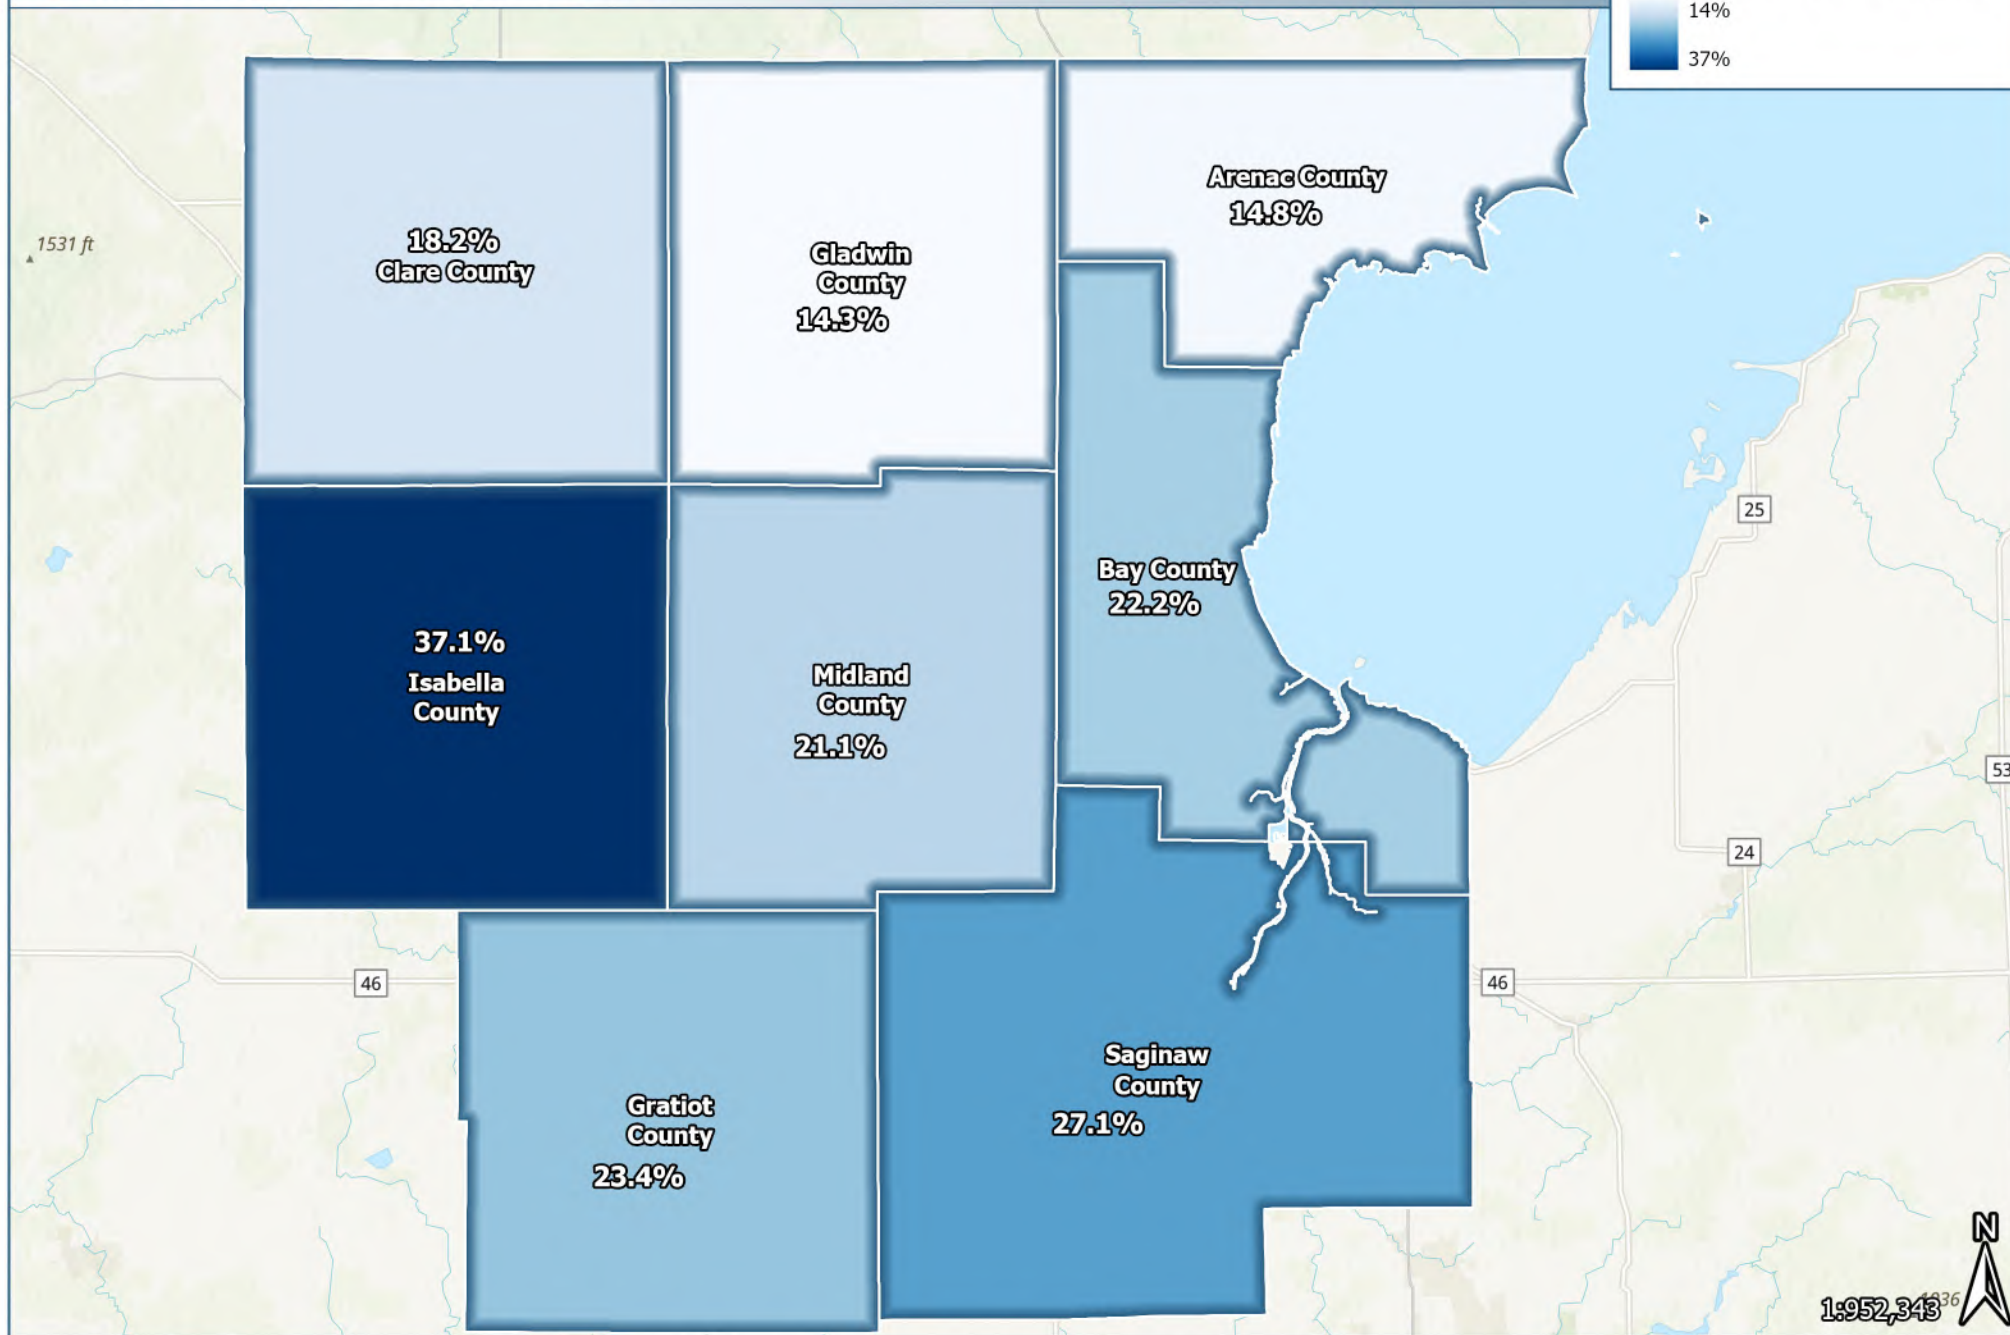 14%
37%
Arenac County
14.8%
1531 ft
18.2%
Clare County
Gladwin
County
14.3%
25
Bay County
22.2%
37.1%
Isabella
County
Midland
County
21.1%
53
24
46
46
Saginaw
County
27.1%
Gratiot
County
23.4%
N
1:952,343